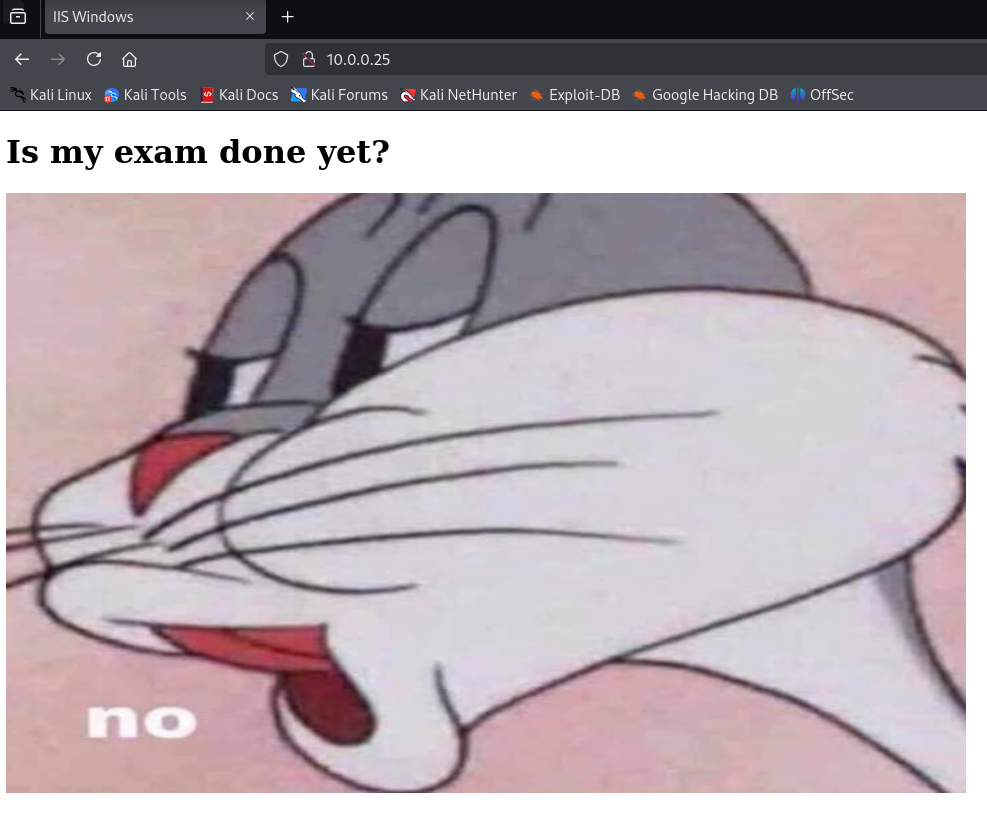 IIS Windows
10.0.0.25
Kali Linux Kali Tools Kali Docs Kali Forums Kali NetHunter Exploit-DB Google Hacking DB OffSec
Is my exam done yet?
no